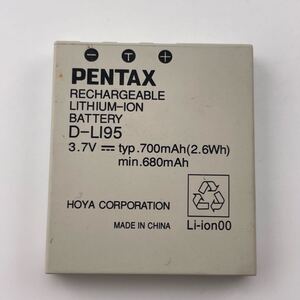 − T +
PENTAX
RECHARGEABLE
LITHIUM-ION
BATTERY
D-LI95
3.7V ⎓ typ.700mAh(2.6Wh)
min.680mAh
HOYA CORPORATION
MADE IN CHINA
Li-ion00